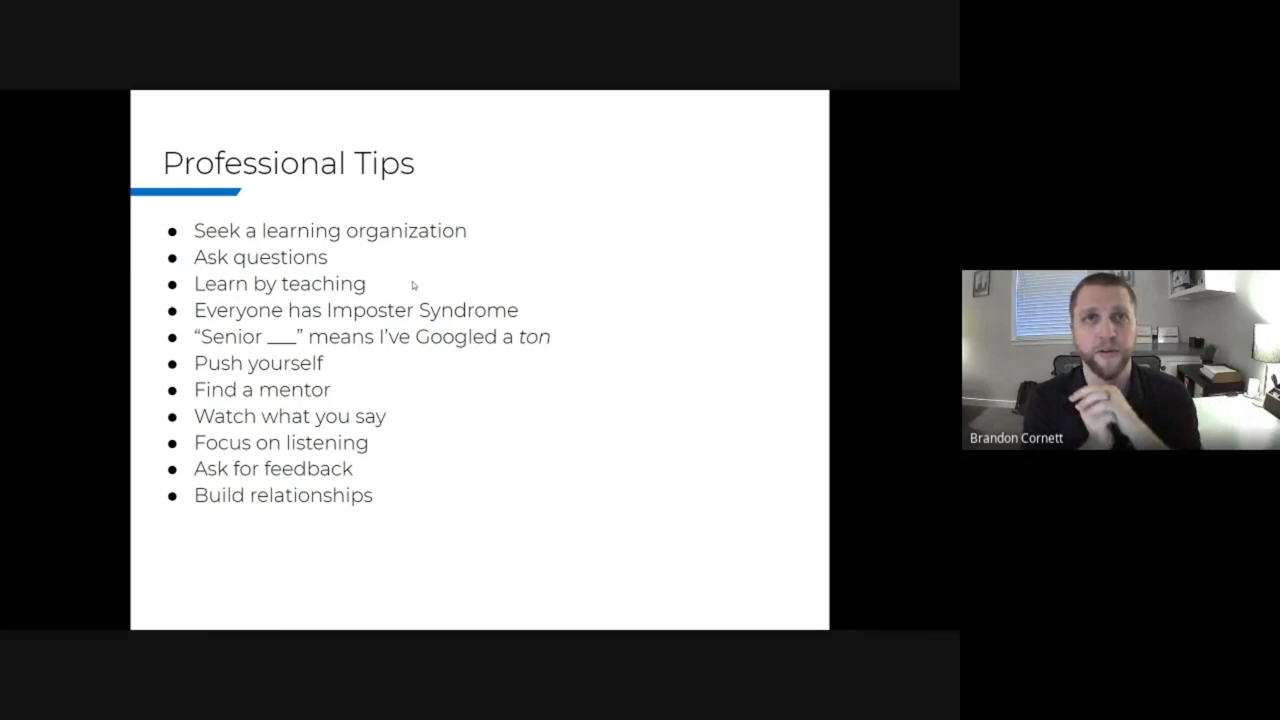 Professional Tips
● Seek a learning organization
● Ask questions
● Learn by teaching
● Everyone has Imposter Syndrome
● “Senior ___” means I’ve Googled a ton
● Push yourself
● Find a mentor
● Watch what you say
● Focus on listening
● Ask for feedback
● Build relationships
Brandon Cornett